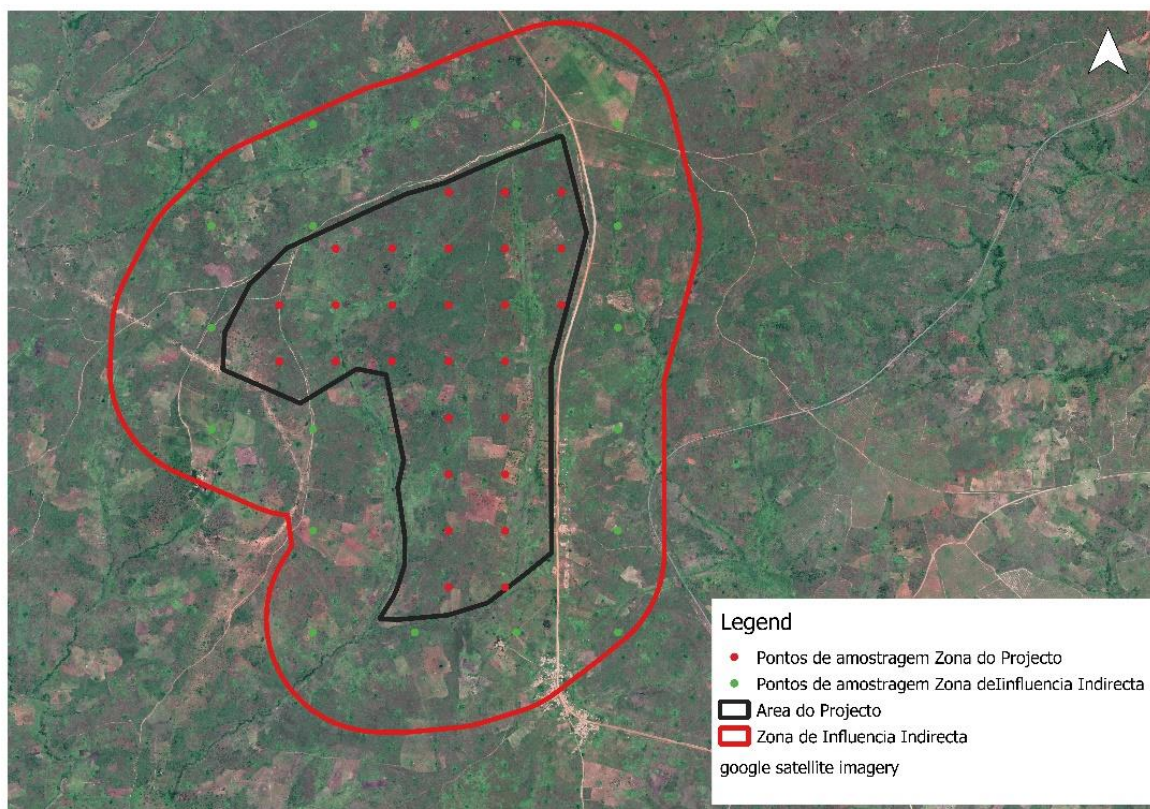 Legend
Pontos de amostragem Zona do Projecto
Pontos de amostragem Zona deIinfluencia Indirecta
Area do Projecto
Zona de Influencia Indirecta
google satellite imagery